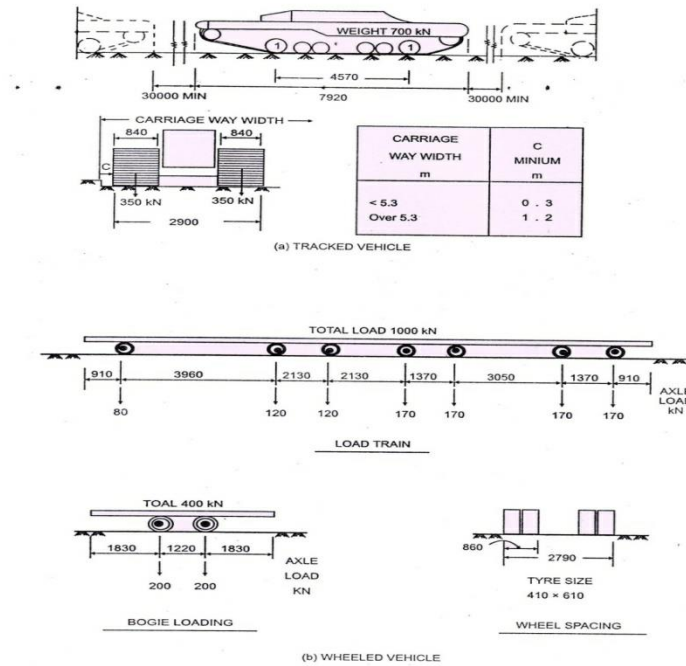 WEIGHT 700 kN
1 1
4570
30000 MIN 7920 30000 MIN
CARRIAGE WAY WIDTH
840 840
C
350 kN 350 kN
2900
CARRIAGE
WAY WIDTH
m
C
MINIUM
m
< 5.3 0 . 3
Over 5.3 1 . 2
(a) TRACKED VEHICLE
TOTAL LOAD 1000 kN
910 3960 2130 2130 1370 3050 1370 910
80 120 120 170 170 170 170
AXLE
LOAD
kN
LOAD TRAIN
TOAL 400 kN
1830 1220 1830
200 200
AXLE
LOAD
KN
BOGIE LOADING
860
2790
TYRE SIZE
410 × 610
WHEEL SPACING
(b) WHEELED VEHICLE